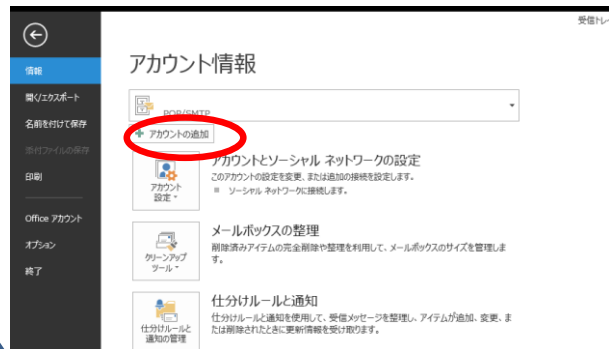 受信トレ
アカウント情報
情報
開く/エクスポート
名前を付けて保存
添付ファイルの保存
印刷
Office アカウント
オプション
終了
POP/SMTP
アカウントの追加
アカウント
設定
アカウントとソーシャル ネットワークの設定
このアカウントの設定を変更、または追加の接続を設定します。
ソーシャル ネットワークに接続します。
クリーンアップ
ツール
メールボックスの整理
削除済みアイテムの完全削除や整理を利用して、メールボックスのサイズを管理しま
す。
仕分けルールと
通知の管理
仕分けルールと通知
仕分けルールと通知を使用して、受信メッセージを整理し、アイテムが追加、変更、ま
たは削除されたときに更新情報を受け取ります。